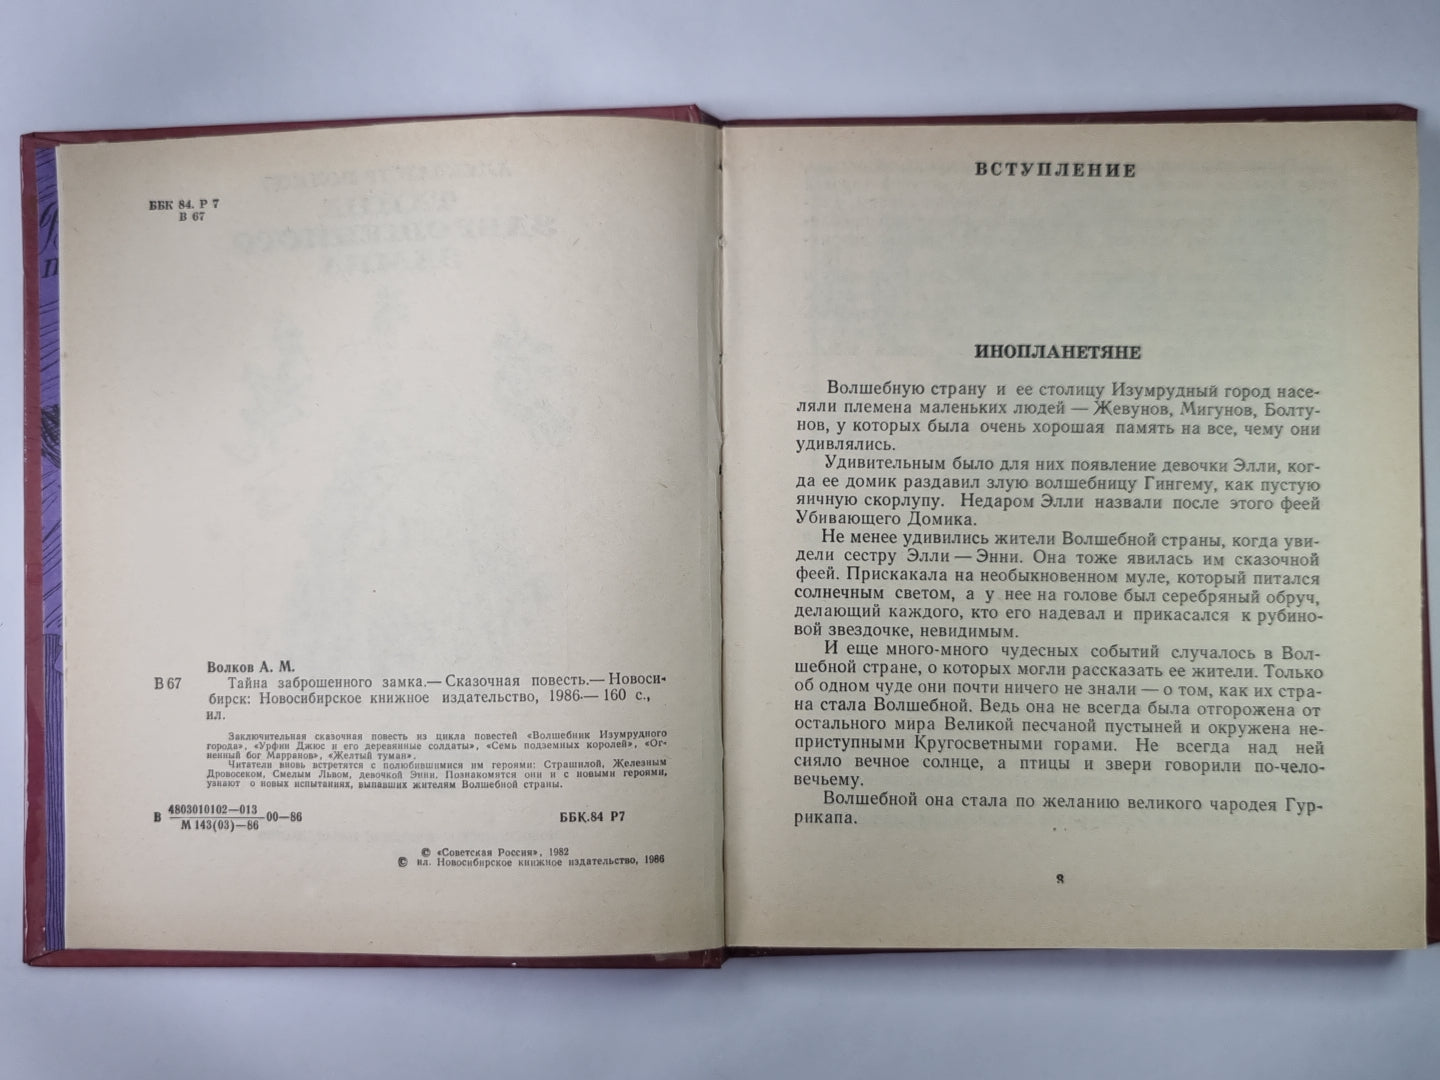 ББК 84. Р 7
В 67
Волков А. М.
В 67
Тайна заброшенного замка.— Сказочная повесть.— Новоси-
бирск: Новосибирское книжное издательство, 1986.— 160 с.,
ил.
Заключительная сказочная повесть из цикла повестей «Волшебник Изумрудного
города», «Урфин Джюс и его деревянные солдаты», «Семь подземных королей», «Ог-
ненный бог Марранов», «Желтый туман».
Читатели вновь встретятся с полюбившимися им героями: Страшилой, Железным
Дровосеком, Смелым Львом, девочкой Энни. Познакомятся они и с новыми героями,
узнают о новых испытаниях, выпавших жителям Волшебной страны.
В 4803010102—013
М 143(03)—86 00—86
ББК.84 Р7
© «Советская Россия», 1982
© ил. Новосибирское книжное издательство, 1986
ВСТУПЛЕНИЕ
ИНОПЛАНЕТЯНЕ
Волшебную страну и ее столицу Изумрудный город насе-
ляли племена маленьких людей — Жевунов, Мигунов, Болту-
нов, у которых была очень хорошая память на все, чему они
удивлялись.
Удивительным было для них появление девочки Элли, ког-
да ее домик раздавил злую волшебницу Гингему, как пустую
яичную скорлупу. Недаром Элли назвали после этого феей
Убивающего Домика.
Не менее удивились жители Волшебной страны, когда уви-
дели сестру Элли — Энни. Она тоже явилась им сказочной
феей. Прискакала на необыкновенном муле, который питался
солнечным светом, а у нее на голове был серебряный обруч,
делающий каждого, кто его надевал и прикасался к рубино-
вой звездочке, невидимым.
И еще много-много чудесных событий случалось в Вол-
шебной стране, о которых могли рассказать ее жители. Только
об одном чуде они почти ничего не знали — о том, как их стра-
на стала Волшебной. Ведь она не всегда была отгорожена от
остального мира Великой песчаной пустыней и окружена не-
приступными Кругосветными горами. Не всегда над ней
сияло вечное солнце, а птицы и звери говорили по-чело-
вечьему.
Волшебной она стала по желанию великого чародея Гур-
рикапа.